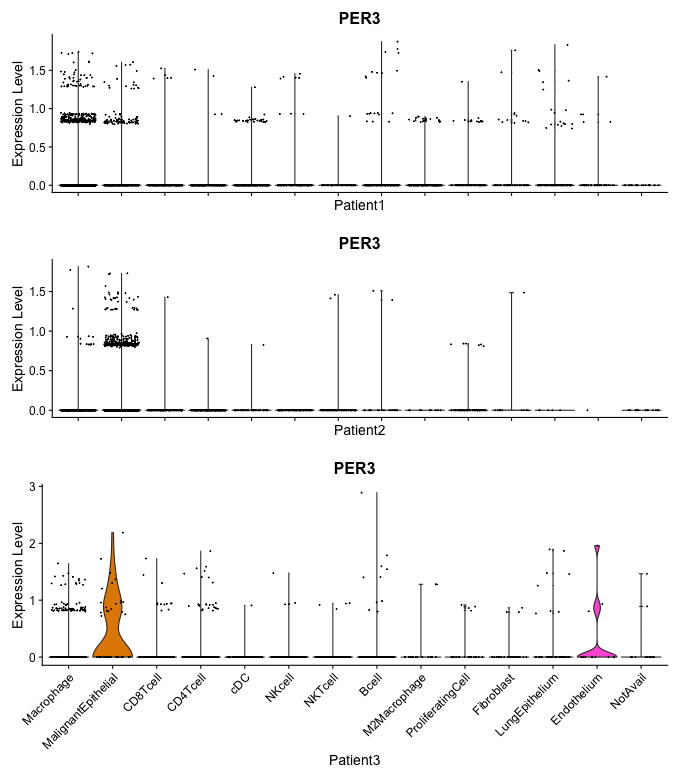 PER3
Expression Level
1.5
1.0
0.5
0.0
Patient1
PER3
Expression Level
1.5
1.0
0.5
0.0
Patient2
PER3
Expression Level
3
2
1
0
Macrophage
MalignantEpithelial
CD8Tcell
CD4Tcell
cDC
NKcell
NKTcell
Bcell
M2Macrophage
ProliferatingCell
Fibroblast
LungEpithelium
Endothelium
NotAvail
Patient3